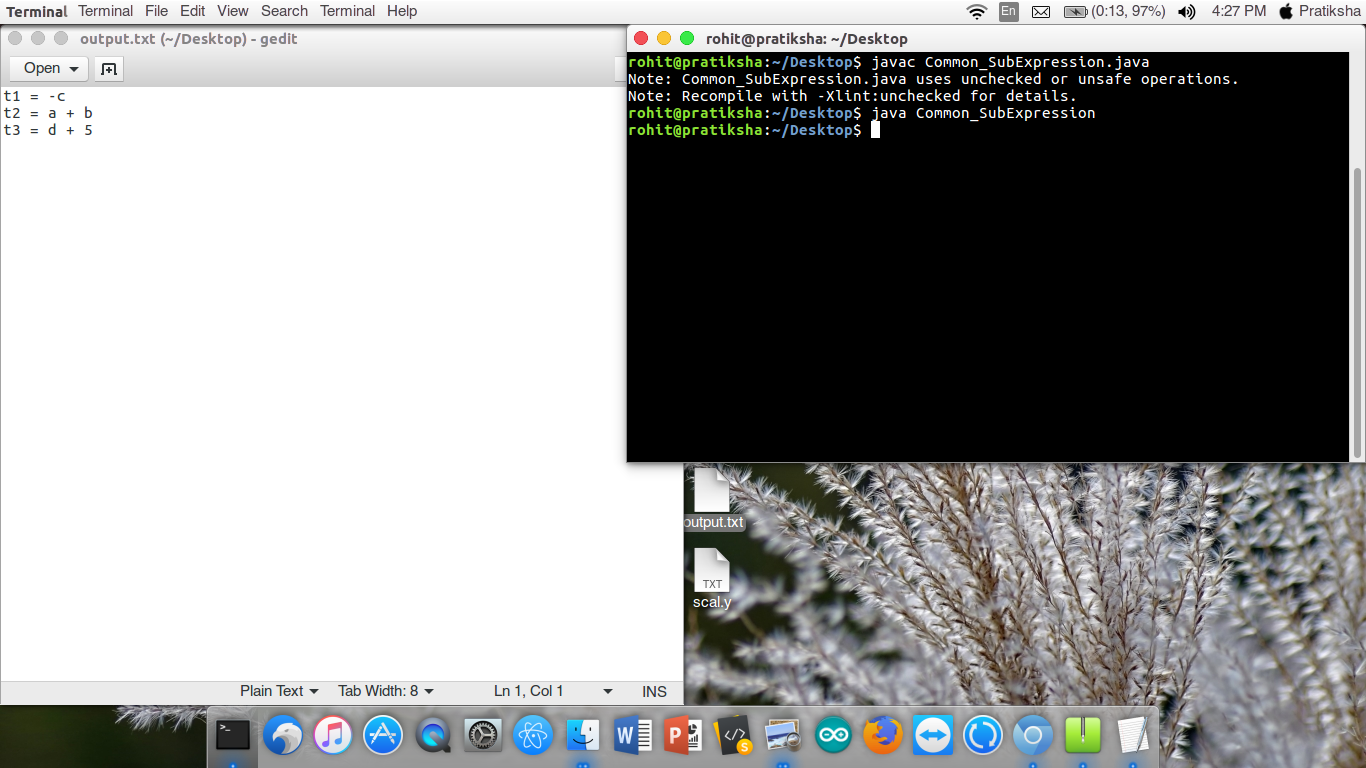 Terminal Terminal File Edit View Search Terminal Help En (0:13, 97%) 4:27 PM Pratiksha
output.txt (~/Desktop) - gedit
Open
t1 = -c
t2 = a + b
t3 = d + 5
Plain Text Tab Width: 8 Ln 1, Col 1 INS
rohit@pratiksha: ~/Desktop
rohit@pratiksha:~/Desktop$ javac Common_SubExpression.java
Note: Common_SubExpression.java uses unchecked or unsafe operations.
Note: Recompile with -Xlint:unchecked for details.
rohit@pratiksha:~/Desktop$ java Common_SubExpression
rohit@pratiksha:~/Desktop$
output.txt
TXT
scal.y
>_ W P </> S